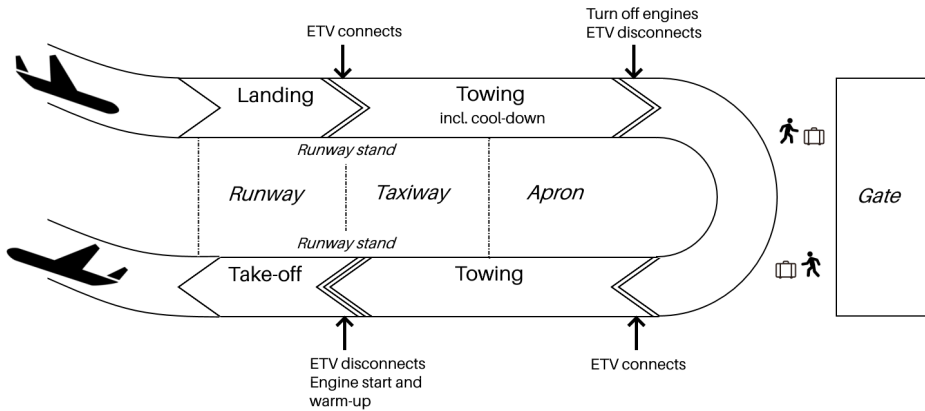 Turn off engines
ETV connects
ETV disconnects
Landing
Towing
incl. cool-down
Runway stand
Runway
Taxiway
Apron
Gate
Runway stand
Take-off
Towing
ETV disconnects
ETV connects
Engine start and
warm-up